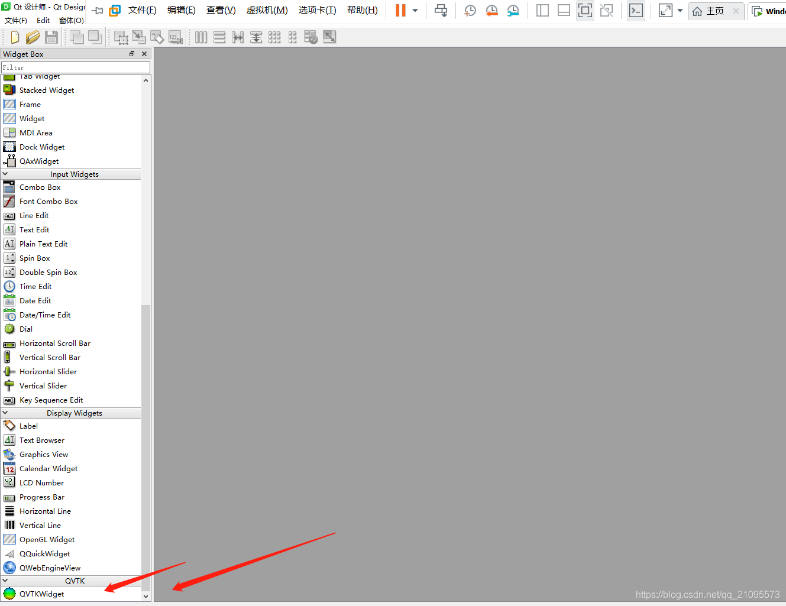 Qt 设计师 - Qt Desig
文件(F) 编辑(E) 查看(V) 虚拟机(M) 选项卡(T) 帮助(H)
主页
Wind
文件(F) Edit 窗体(O)
Widget Box
Filter
Tab Widget
Stacked Widget
Frame
Widget
MDI Area
Dock Widget
QAxWidget
Input Widgets
Combo Box
Font Combo Box
Line Edit
Text Edit
Plain Text Edit
Spin Box
Double Spin Box
Time Edit
Date Edit
Date/Time Edit
Dial
Horizontal Scroll Bar
Vertical Scroll Bar
Horizontal Slider
Vertical Slider
Key Sequence Edit
Display Widgets
Label
Text Browser
Graphics View
Calendar Widget
LCD Number
Progress Bar
Horizontal Line
Vertical Line
OpenGL Widget
QQuickWidget
QWebEngineView
QVTK
QVTKWidget
https://blog.csdn.net/qq_21095573